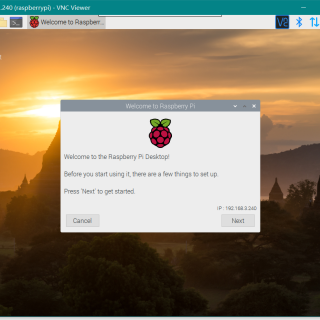 .240 (raspberrypi) - VNC Viewer
Welcome to Raspberr...
Welcome to Raspberry Pi
Welcome to the Raspberry Pi Desktop!
Before you start using it, there are a few things to set up.
Press 'Next' to get started.
IP : 192.168.3.240
Cancel
Next